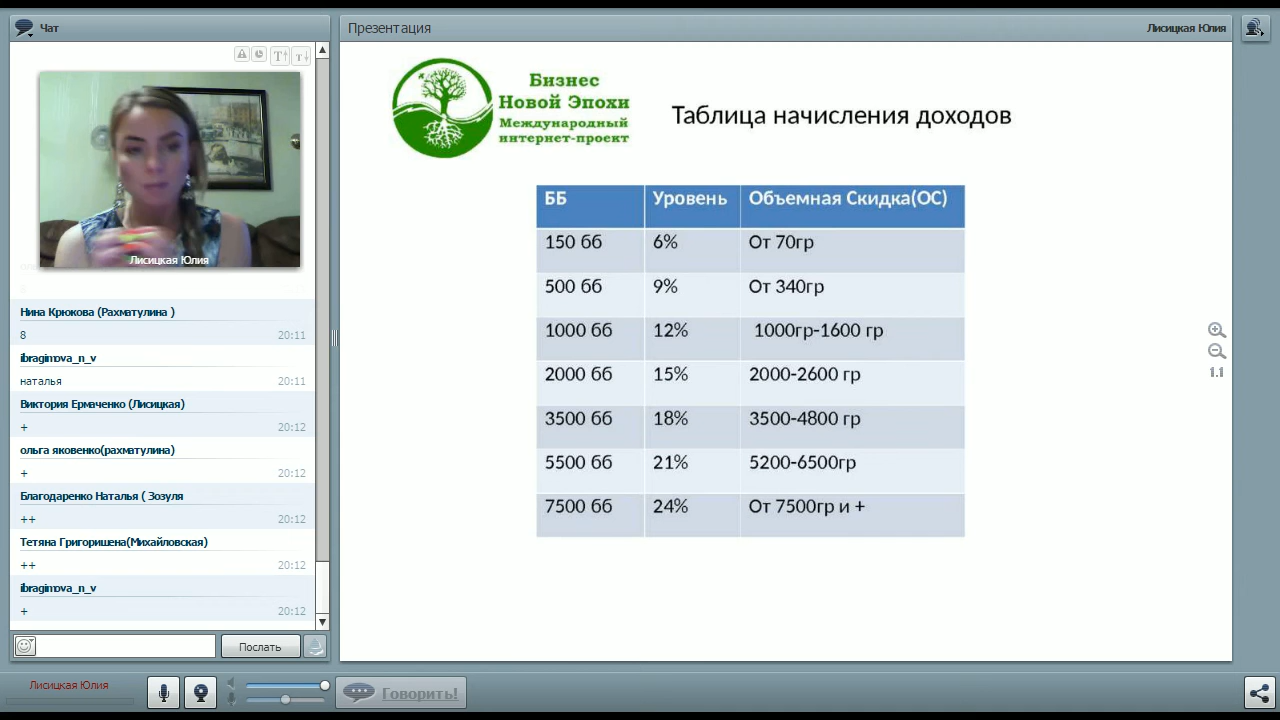 Чат
Лисицкая Юлия
Нина Крюкова (Рахматулина )
8 20:11
ibragimova_n_v
наталья 20:11
Виктория Ермаченко (Лисицкая)
+ 20:12
ольга яковенко(рахматулина)
+ 20:12
Благодаренко Наталья ( Зозуля
++ 20:12
Тетяна Григоришена(Михайловская)
++ 20:12
ibragimova_n_v
+ 20:12
Послать
Презентация Лисицкая Юлия
Бизнес
Новой Эпохи
Международный
интернет-проект
Таблица начисления доходов
ББ Уровень Объемная Скидка(ОС)
150 бб 6% От 70гр
500 бб 9% От 340гр
1000 бб 12% 1000гр-1600 гр
2000 бб 15% 2000-2600 гр
3500 бб 18% 3500-4800 гр
5500 бб 21% 5200-6500гр
7500 бб 24% От 7500гр и +
1.1
Лисицкая Юлия
Говорить!